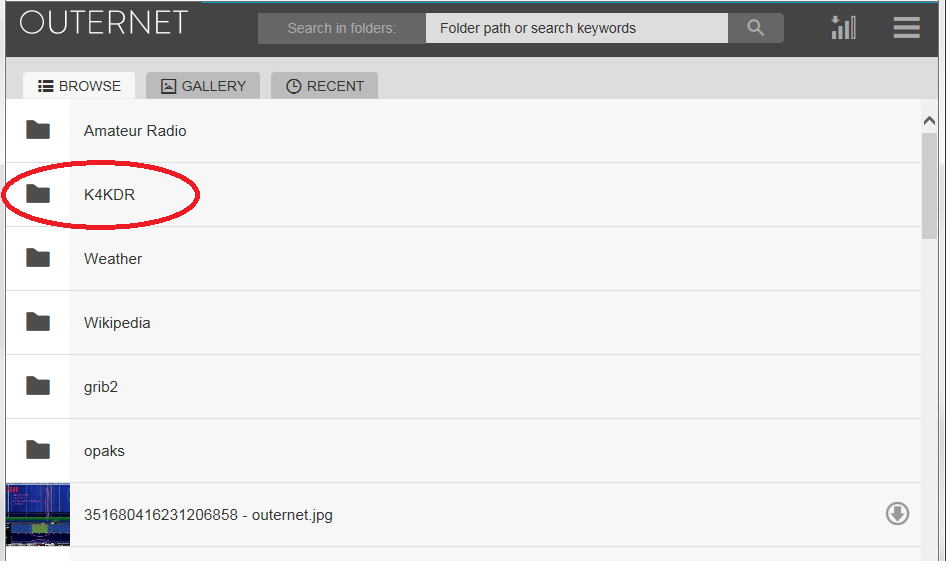 OUTERNET
Search in folders: Folder path or search keywords
BROWSE GALLERY RECENT
Amateur Radio
K4KDR
Weather
Wikipedia
grib2
opaks
351680416231206858 - outernet.jpg